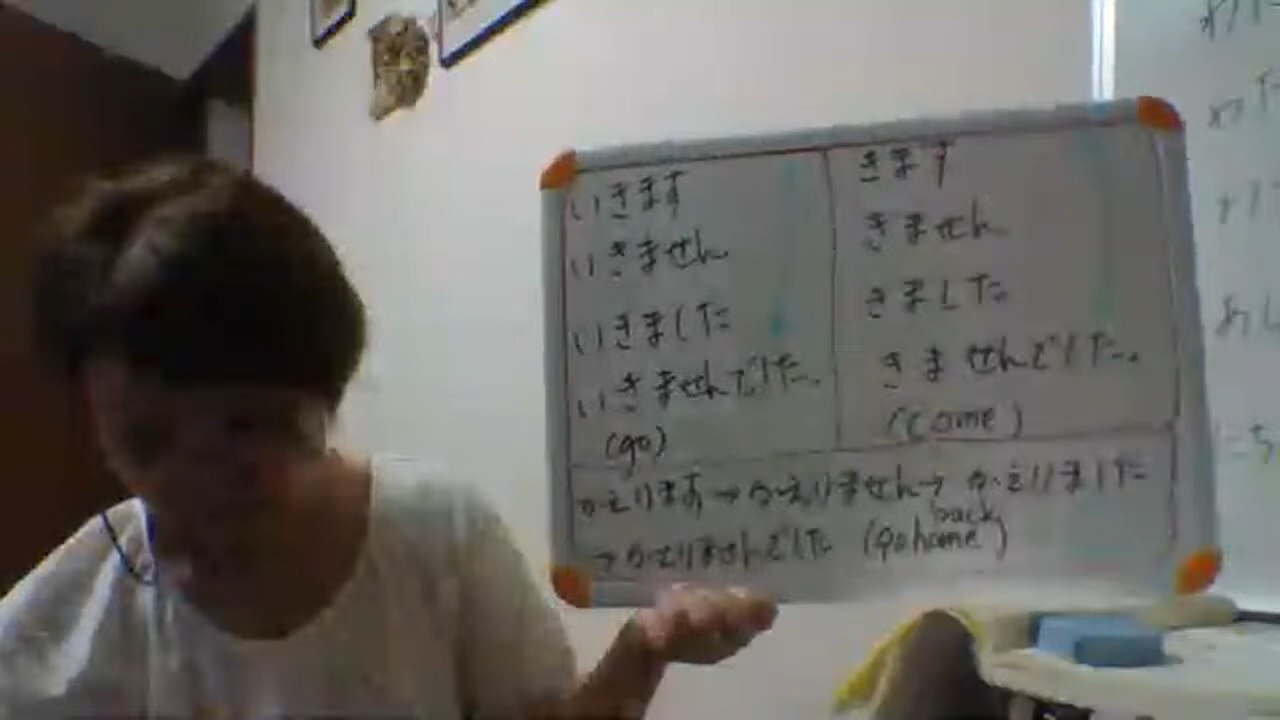 いきます
いきません
いきました
いきませんでした。
(go)
きます
きません
きました
きませんでした。
(come)
かえります→かえりません→かえりました
→かえりませんでした (go back home)